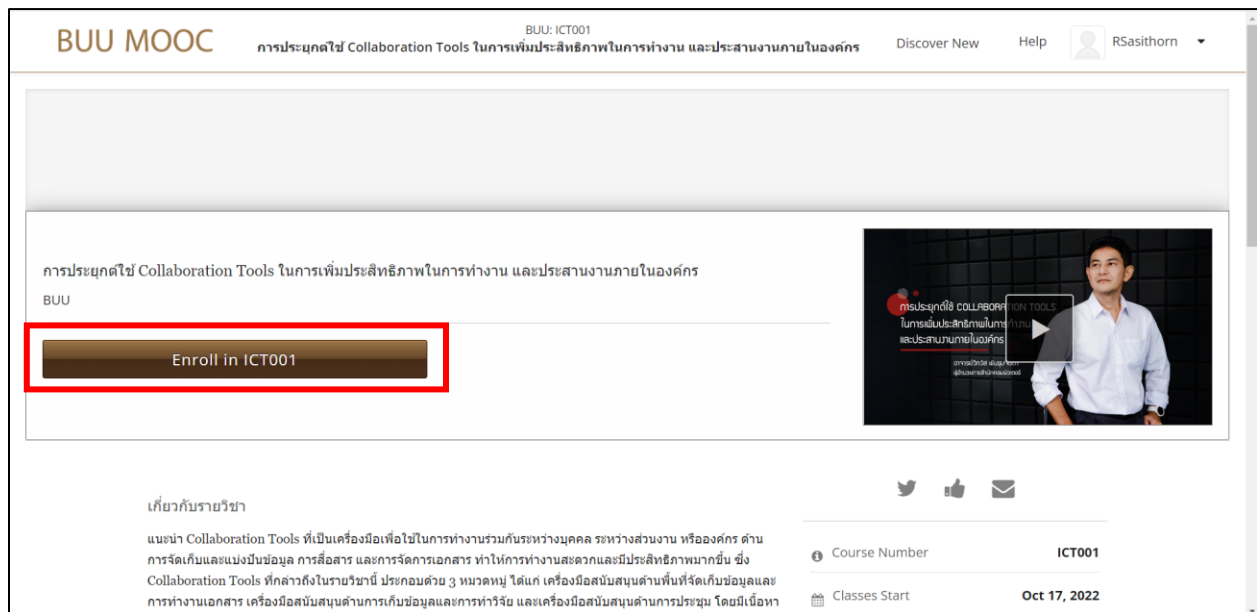 BUU MOOC
BUU: ICT001
การประยุกต์ใช้ Collaboration Tools ในการเพิ่มประสิทธิภาพในการทำงาน และประสานงานภายในองค์กร
Discover New
Help
RSasithorn
การประยุกต์ใช้ Collaboration Tools ในการเพิ่มประสิทธิภาพในการทำงาน และประสานงานภายในองค์กร
BUU
Enroll in ICT001
การประยุกต์ใช้ COLLABORATION TOOLS
ในการเพิ่มประสิทธิภาพในการทำงาน
และประสานงานภายในองค์กร
ผู้อำนวยการสำนักคอมพิวเตอร์
เกี่ยวกับรายวิชา
แนะนำ Collaboration Tools ที่เป็นเครื่องมือเพื่อใช้ในการทำงานร่วมกันระหว่างบุคคล ระหว่างส่วนงาน หรือองค์กร ด้าน
การจัดเก็บและแบ่งปันข้อมูล การสื่อสาร และการจัดการเอกสาร ทำให้การทำงานสะดวกและมีประสิทธิภาพมากขึ้น ซึ่ง
Collaboration Tools ที่กล่าวถึงในรายวิชานี้ ประกอบด้วย 3 หมวดหมู่ ได้แก่ เครื่องมือสนับสนุนด้านพื้นที่จัดเก็บข้อมูลและ
การทำงานเอกสาร เครื่องมือสนับสนุนด้านการเก็บข้อมูลและการทำวิจัย และเครื่องมือสนับสนุนด้านการประชุม โดยมีเนื้อหา
Course Number
ICT001
Classes Start
Oct 17, 2022